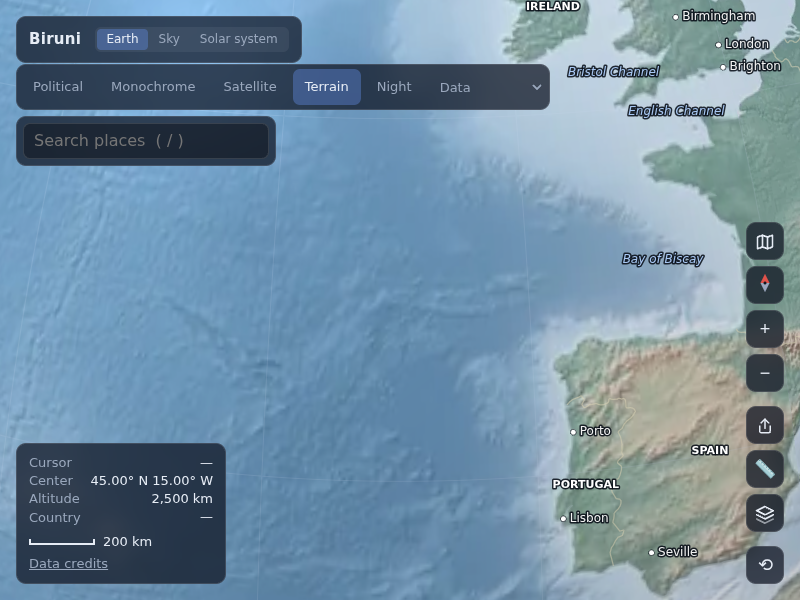 IRELAND
Birmingham
Biruni
Earth
Sky
Solar system
London
Brighton
Bristol Channel
Political
Monochrome
Satellite
Terrain
Night
Data
English Channel
Search places ( / )
Bay of Biscay
+
−
Porto
SPAIN
Cursor —
Center 45.00° N 15.00° W
Altitude 2,500 km
Country —
PORTUGAL
Lisbon
200 km
Seville
Data credits